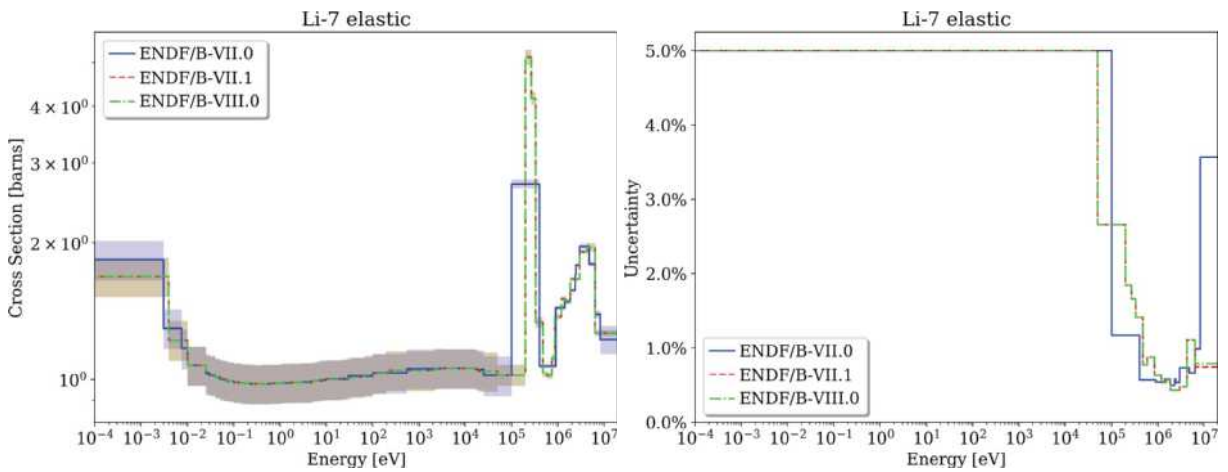 Li-7 elastic
ENDF/B-VII.0
ENDF/B-VII.1
ENDF/B-VIII.0
Cross Section [barns]
4 × 10⁰
3 × 10⁰
2 × 10⁰
10⁰
10⁻⁴ 10⁻³ 10⁻² 10⁻¹ 10⁰ 10¹ 10² 10³ 10⁴ 10⁵ 10⁶ 10⁷
Energy [eV]
Li-7 elastic
Uncertainty
5.0%
4.0%
3.0%
2.0%
1.0%
0.0%
ENDF/B-VII.0
ENDF/B-VII.1
ENDF/B-VIII.0
10⁻⁴ 10⁻³ 10⁻² 10⁻¹ 10⁰ 10¹ 10² 10³ 10⁴ 10⁵ 10⁶ 10⁷
Energy [eV]